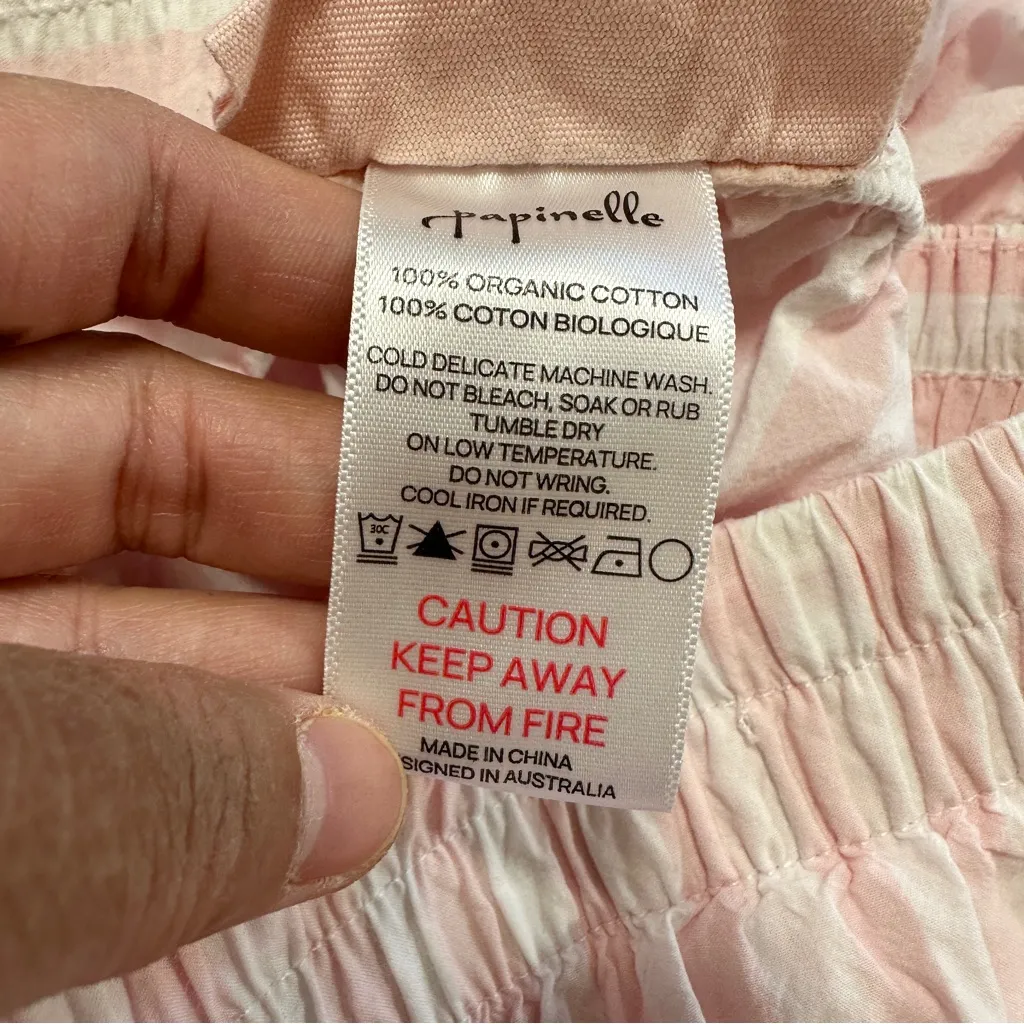 papinelle
100% ORGANIC COTTON
100% COTON BIOLOGIQUE
COLD DELICATE MACHINE WASH.
DO NOT BLEACH, SOAK OR RUB
TUMBLE DRY
ON LOW TEMPERATURE.
DO NOT WRING.
COOL IRON IF REQUIRED.
30C
CAUTION
KEEP AWAY
FROM FIRE
MADE IN CHINA
SIGNED IN AUSTRALIA